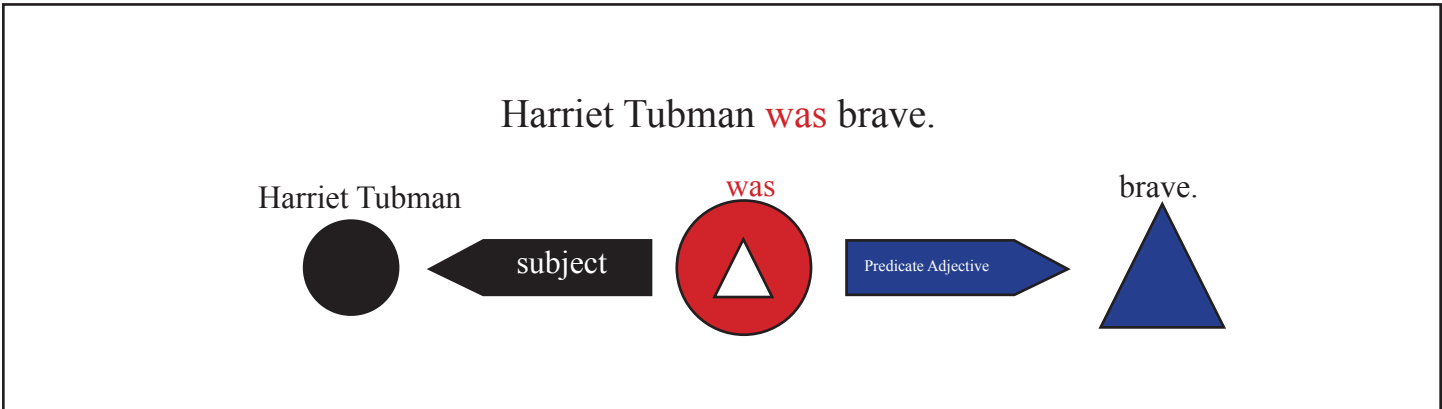 Harriet Tubman was brave.
Harriet Tubman
was
brave.
subject
Predicate Adjective